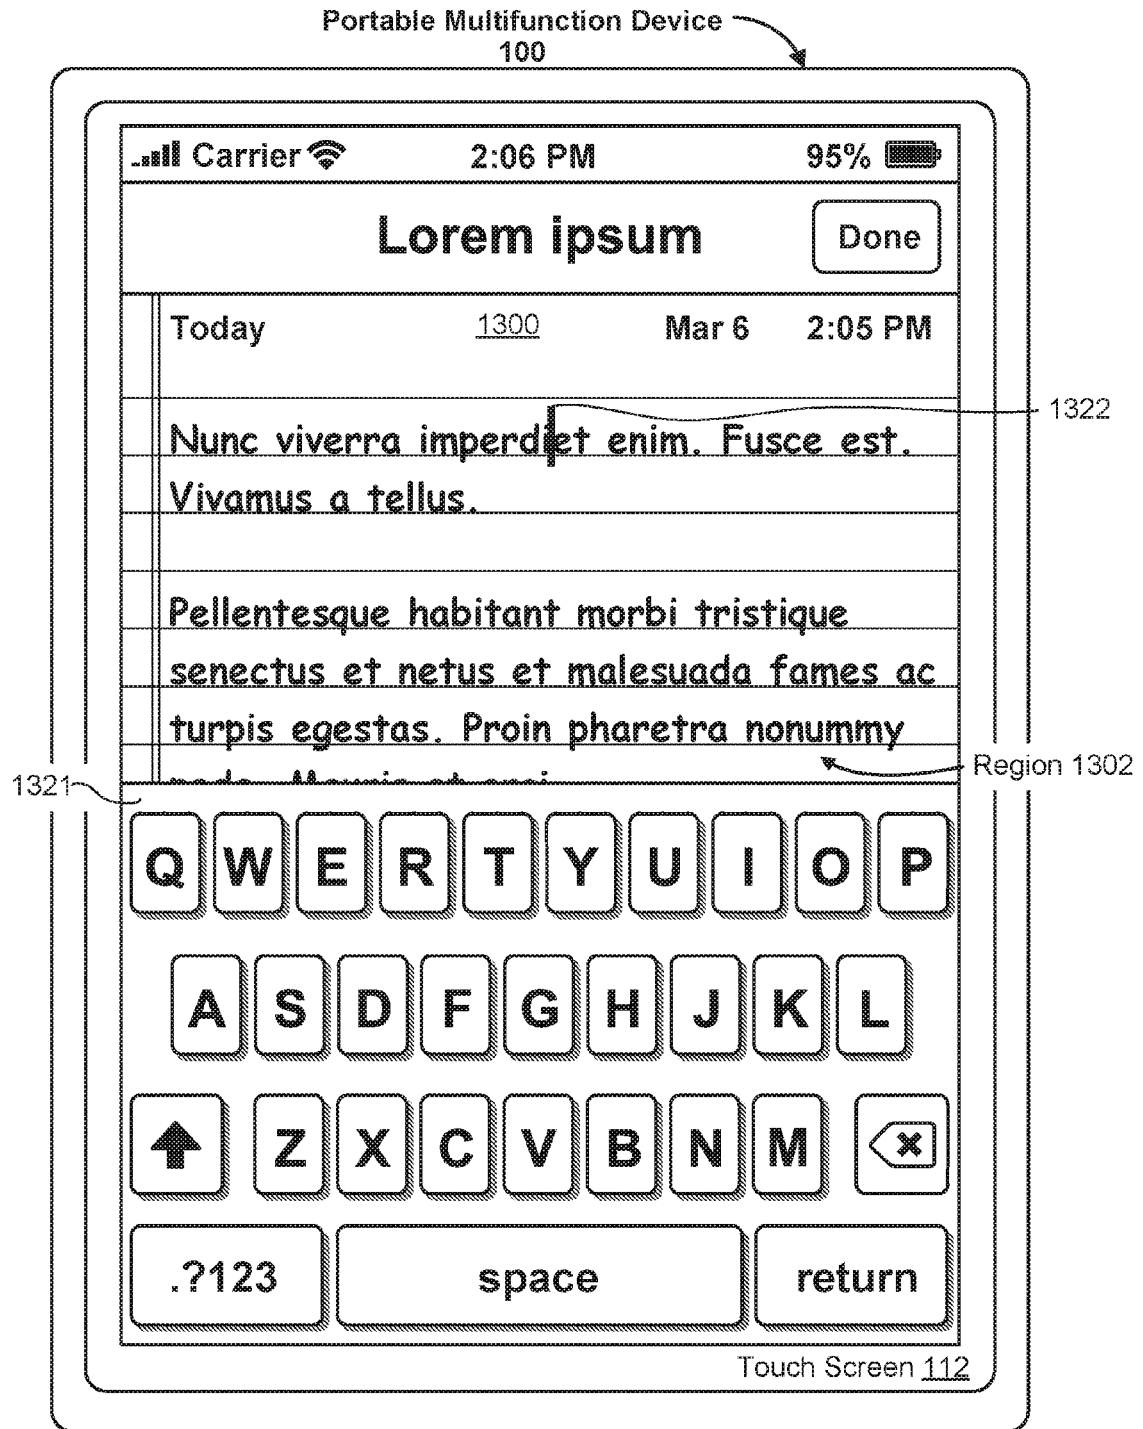 Portable Multifunction Device
100
Carrier 2:06 PM 95%
Lorem ipsum Done
Today 1300 Mar 6 2:05 PM
1322
Nunc viverra imperdiet enim. Fusce est.
Vivamus a tellus.
Pellentesque habitant morbi tristique
senectus et netus et malesuada fames ac
turpis egestas. Proin pharetra nonummy
Region 1302
1321
Q W E R T Y U I O P
A S D F G H J K L
Z X C V B N M
.?123 space return
Touch Screen 112